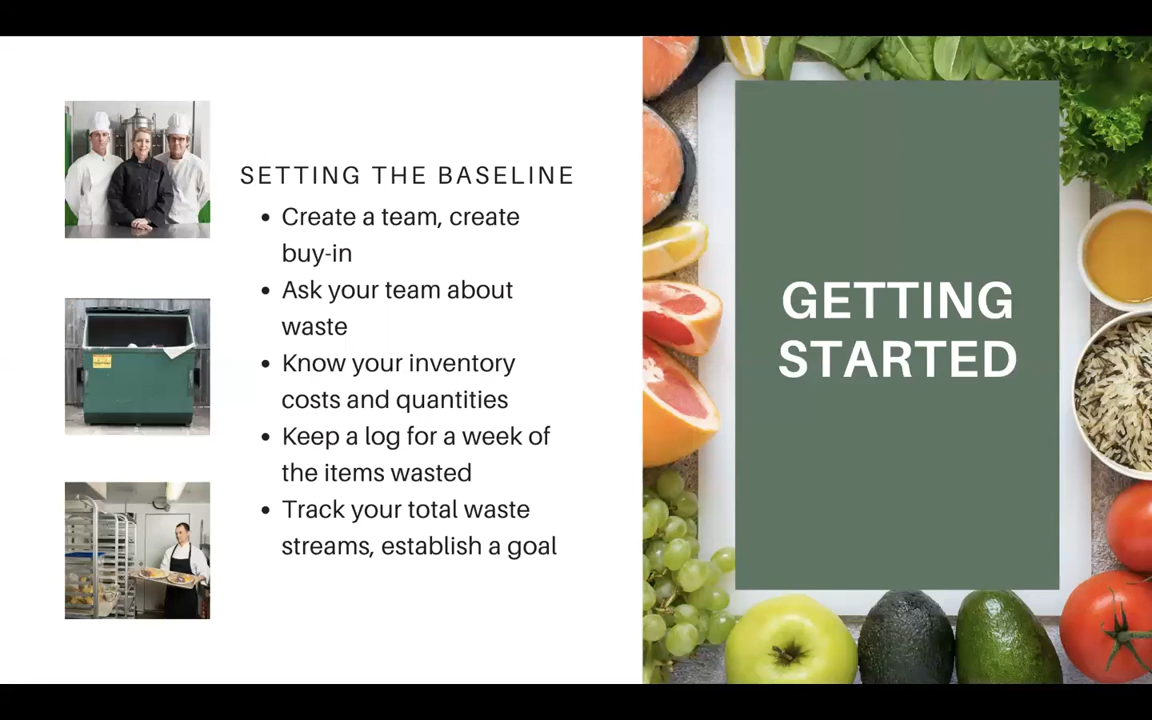 SETTING THE BASELINE
• Create a team, create
buy-in
• Ask your team about
waste
• Know your inventory
costs and quantities
• Keep a log for a week of
the items wasted
• Track your total waste
streams, establish a goal
GETTING
STARTED